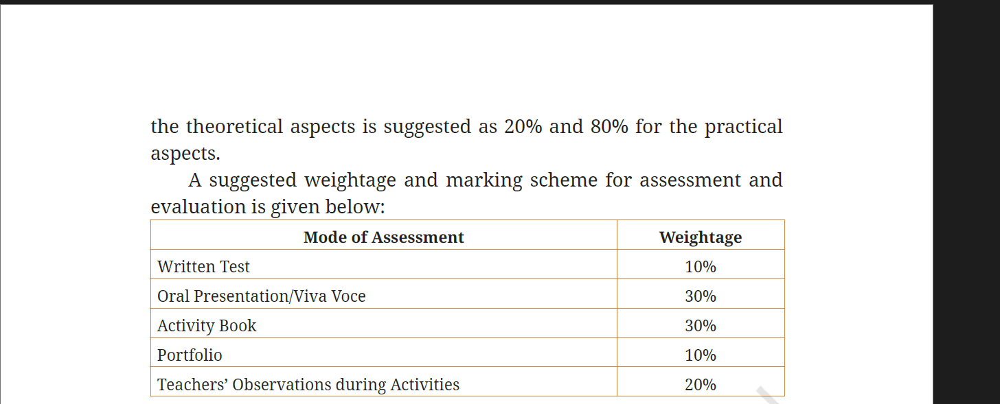 the theoretical aspects is suggested as 20% and 80% for the practical
aspects.
A suggested weightage and marking scheme for assessment and
evaluation is given below:
Mode of Assessment Weightage
Written Test 10%
Oral Presentation/Viva Voce 30%
Activity Book 30%
Portfolio 10%
Teachers’ Observations during Activities 20%